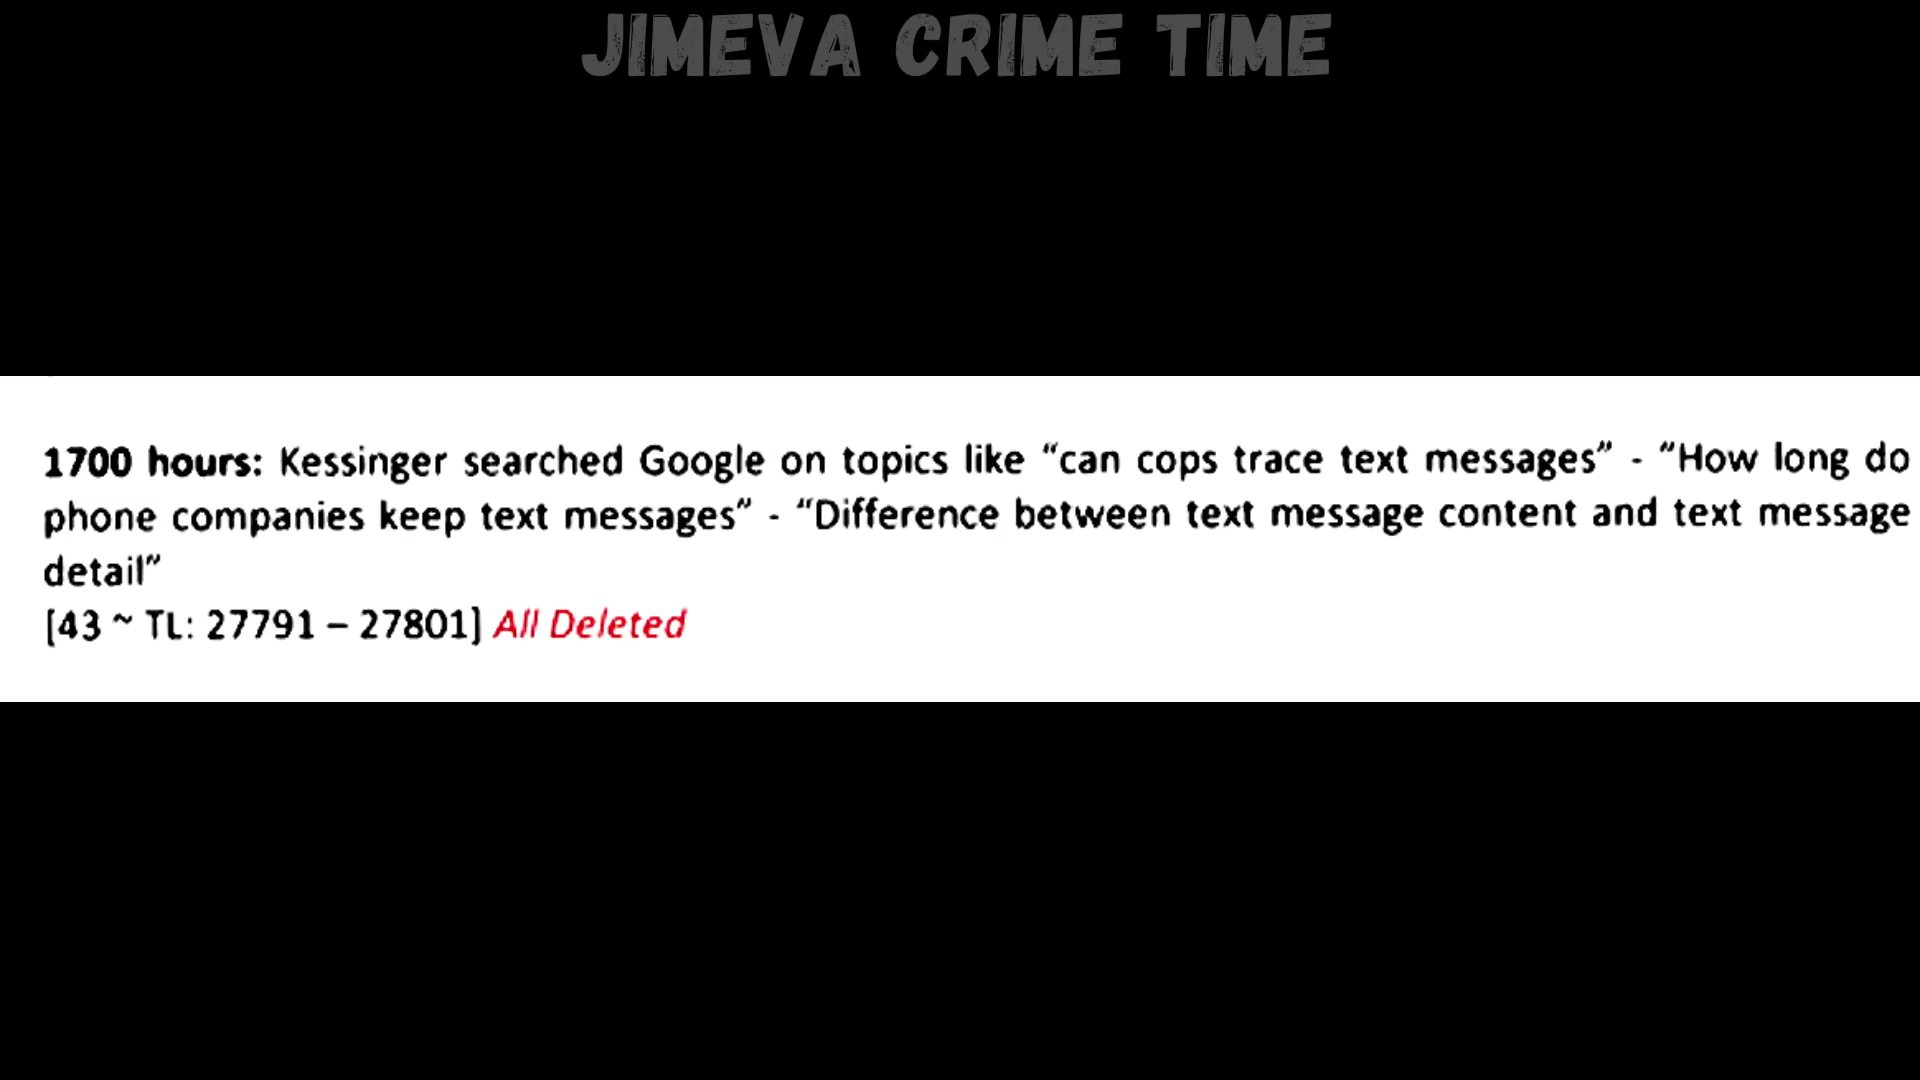 JIMEVA CRIME TIME
1700 hours: Kessinger searched Google on topics like “can cops trace text messages” - “How long do
phone companies keep text messages” - “Difference between text message content and text message
detail”
[43 ~ TL: 27791 – 27801] All Deleted